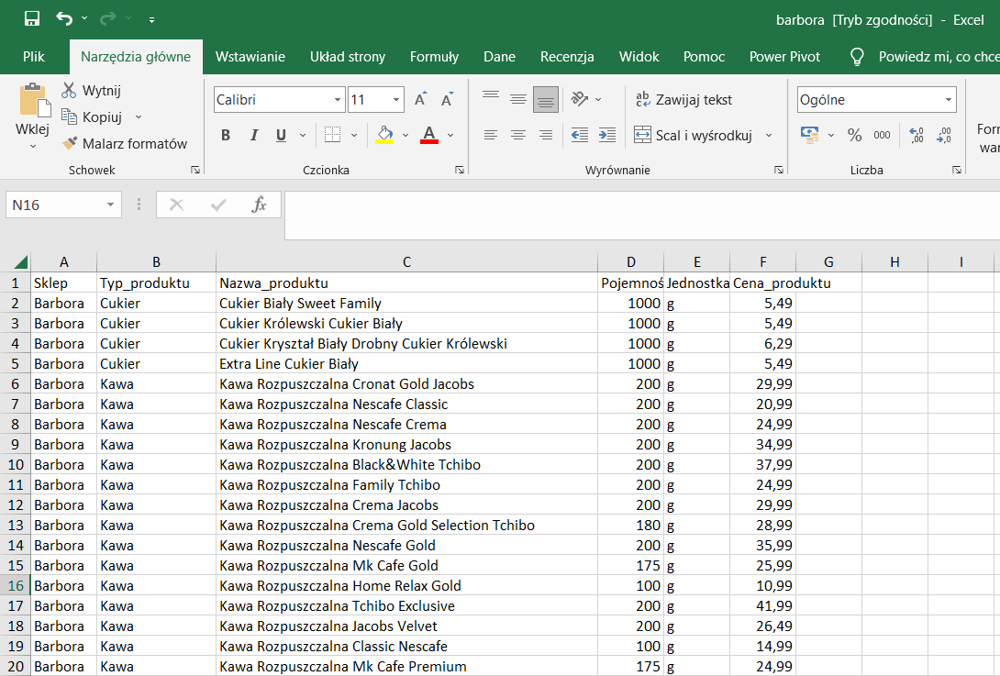 barbora [Tryb zgodności] - Excel
Plik Narzędzia główne Wstawianie Układ strony Formuły Dane Recenzja Widok Pomoc Power Pivot Powiedz mi, co chce
Wklej
Wytnij
Kopiuj
Malarz formatów
Schowek
Calibri 11
B I U A
Czcionka
Zawijaj tekst
Scal i wyśrodkuj
Wyrównanie
Ogólne
% 000
Liczba
N16
fx
A B C D E F G H I
1 Sklep Typ_produktu Nazwa_produktu Pojemnoś Jednostka Cena_produktu
2 Barbora Cukier Cukier Biały Sweet Family 1000 g 5,49
3 Barbora Cukier Cukier Królewski Cukier Biały 1000 g 5,49
4 Barbora Cukier Cukier Kryształ Biały Drobny Cukier Królewski 1000 g 6,29
5 Barbora Cukier Extra Line Cukier Biały 1000 g 5,49
6 Barbora Kawa Kawa Rozpuszczalna Cronat Gold Jacobs 200 g 29,99
7 Barbora Kawa Kawa Rozpuszczalna Nescafe Classic 200 g 20,99
8 Barbora Kawa Kawa Rozpuszczalna Nescafe Crema 200 g 24,99
9 Barbora Kawa Kawa Rozpuszczalna Kronung Jacobs 200 g 34,99
10 Barbora Kawa Kawa Rozpuszczalna Black&White Tchibo 200 g 37,99
11 Barbora Kawa Kawa Rozpuszczalna Family Tchibo 200 g 24,99
12 Barbora Kawa Kawa Rozpuszczalna Crema Jacobs 200 g 29,99
13 Barbora Kawa Kawa Rozpuszczalna Crema Gold Selection Tchibo 180 g 28,99
14 Barbora Kawa Kawa Rozpuszczalna Nescafe Gold 200 g 35,99
15 Barbora Kawa Kawa Rozpuszczalna Mk Cafe Gold 175 g 25,99
16 Barbora Kawa Kawa Rozpuszczalna Home Relax Gold 100 g 10,99
17 Barbora Kawa Kawa Rozpuszczalna Tchibo Exclusive 200 g 41,99
18 Barbora Kawa Kawa Rozpuszczalna Jacobs Velvet 200 g 26,49
19 Barbora Kawa Kawa Rozpuszczalna Classic Nescafe 100 g 14,99
20 Barbora Kawa Kawa Rozpuszczalna Mk Cafe Premium 175 g 24,99